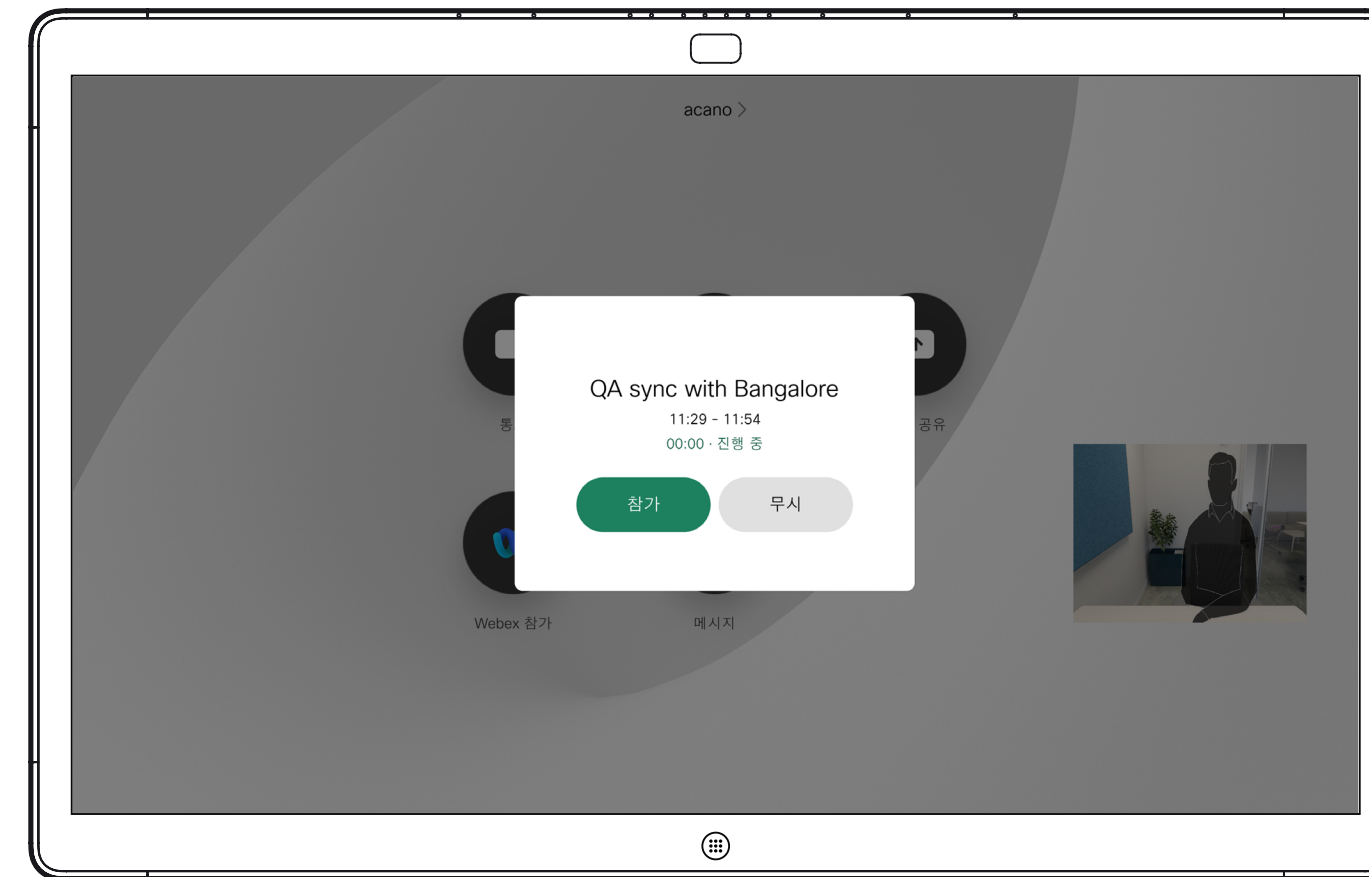 acano
QA sync with Bangalore
11:29 - 11:54
00:00 · 진행 중
참가
무시
통
공유
Webex 참가
메시지